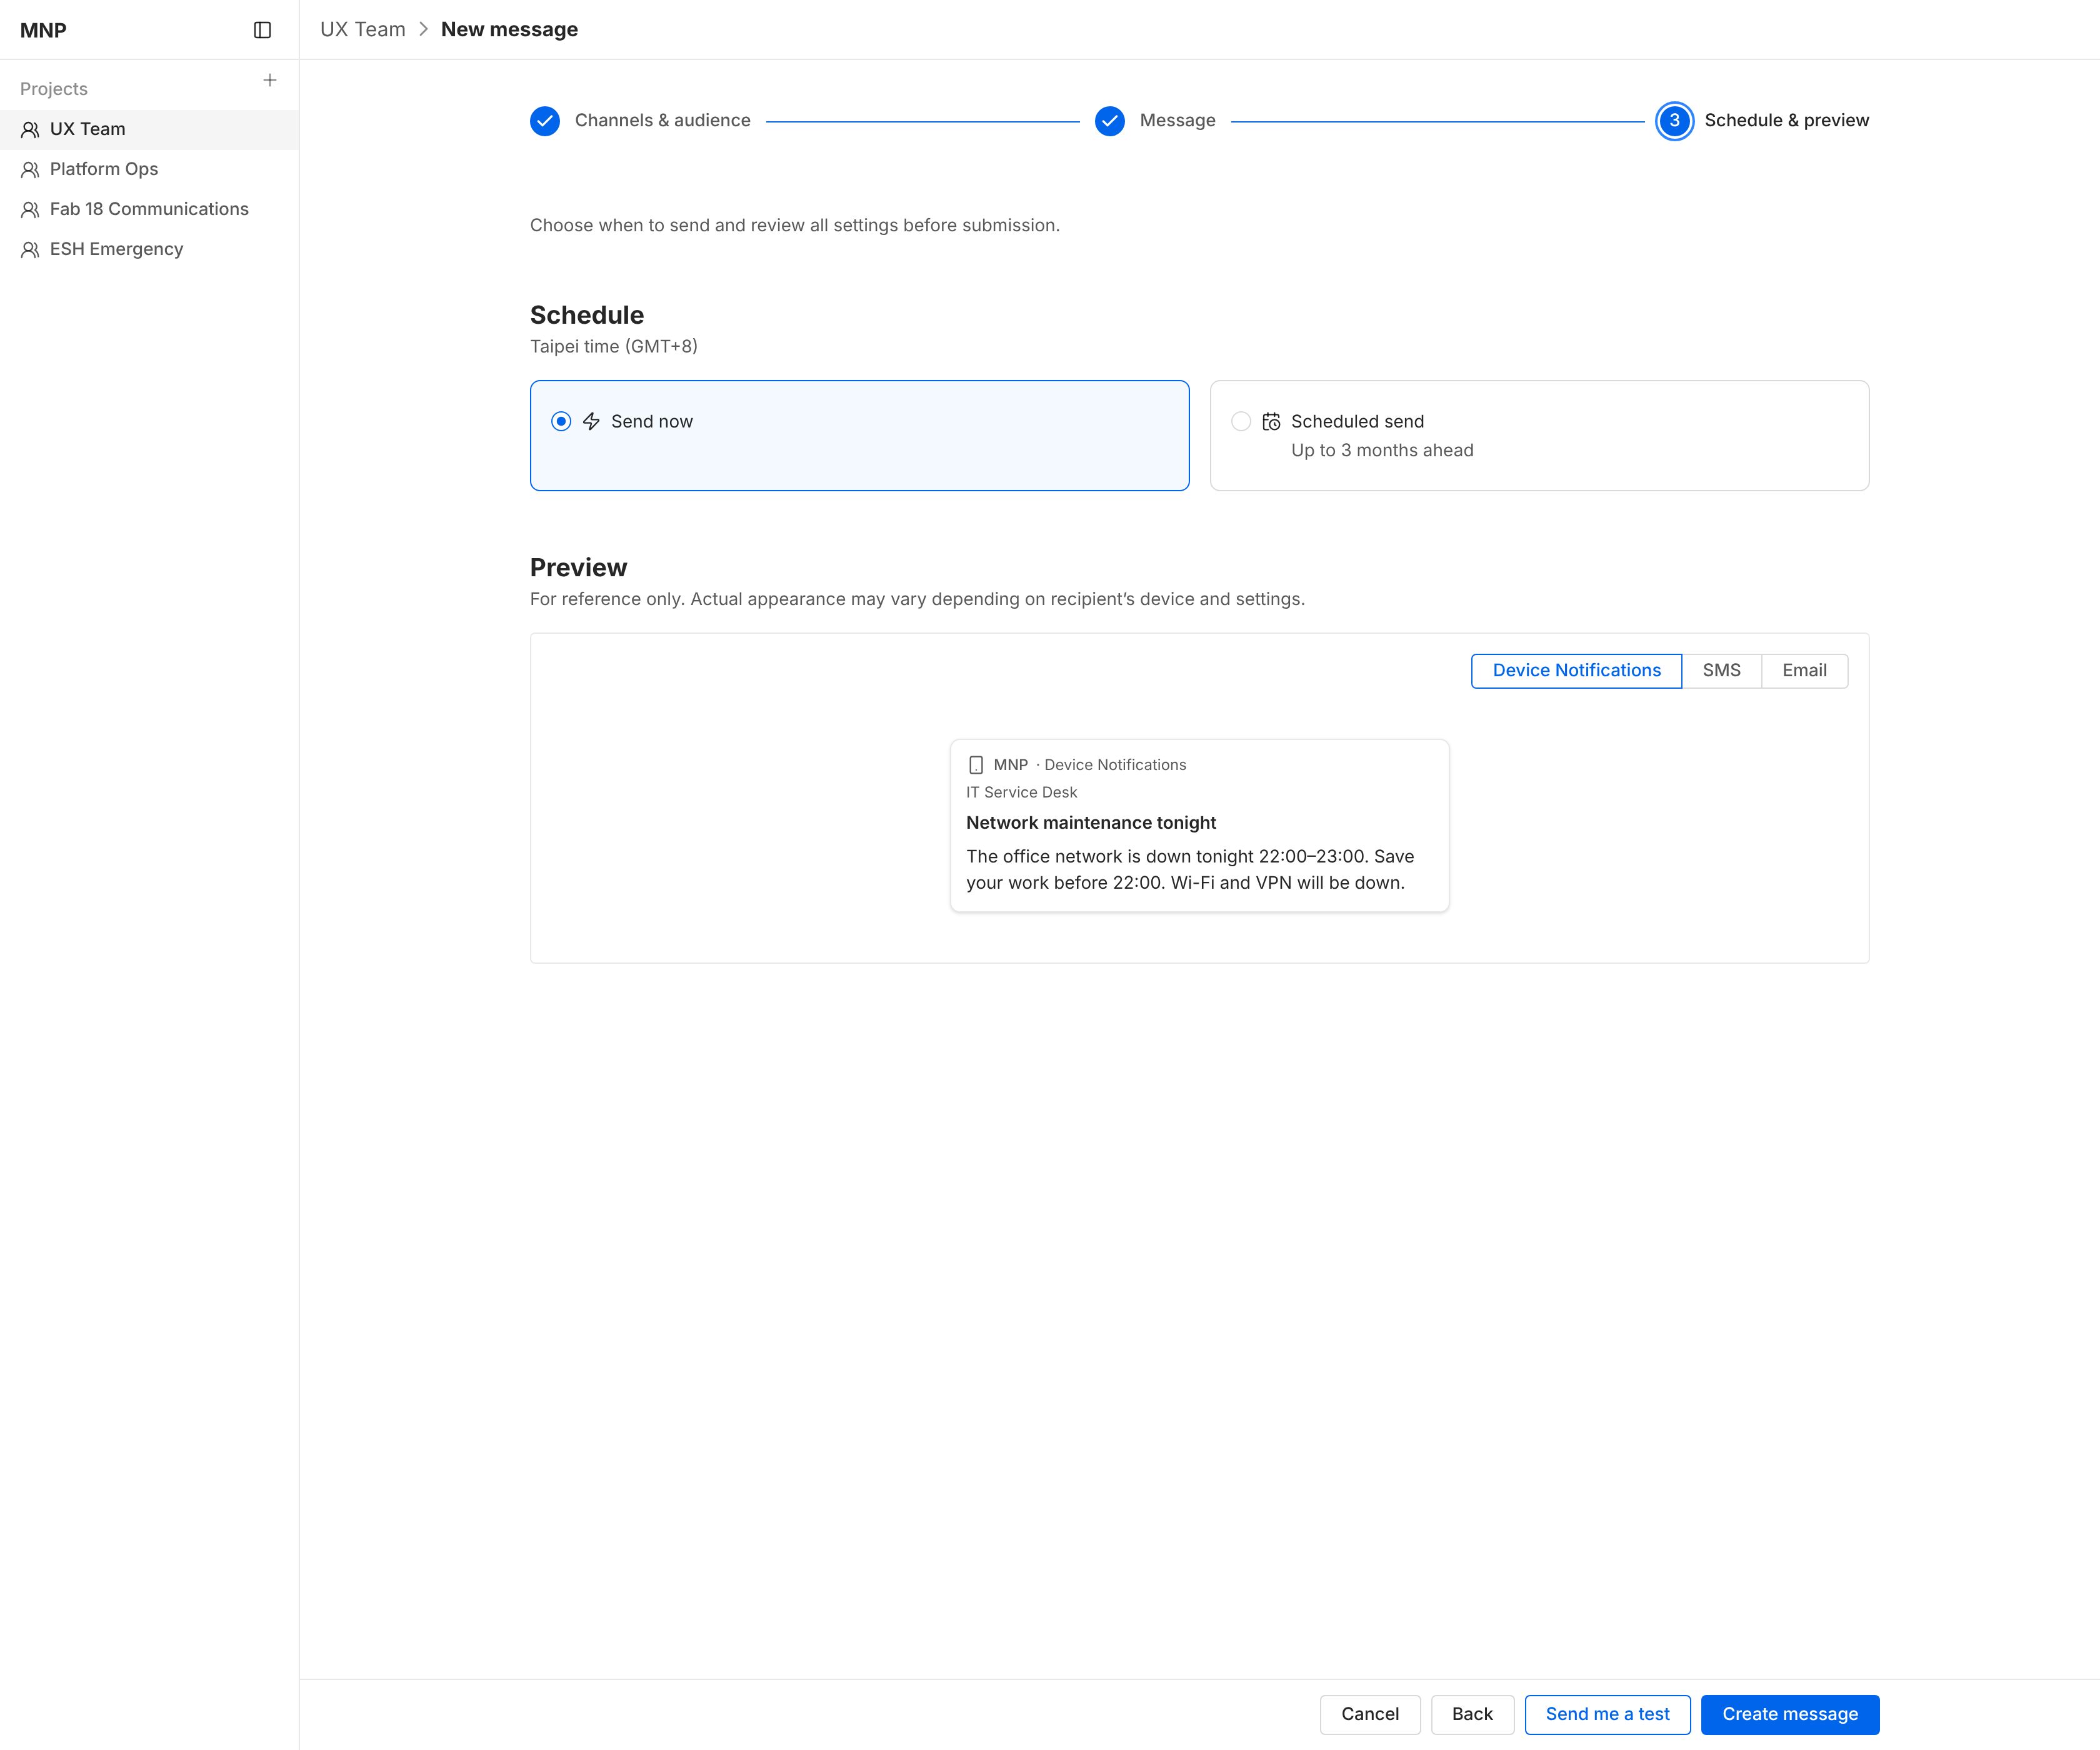 MNP
UX Team > New message
Projects
UX Team
Platform Ops
Fab 18 Communications
ESH Emergency
Channels & audience
Message
3 Schedule & preview
Choose when to send and review all settings before submission.
Schedule
Taipei time (GMT+8)
Send now
Scheduled send
Up to 3 months ahead
Preview
For reference only. Actual appearance may vary depending on recipient’s device and settings.
Device Notifications
SMS
Email
MNP · Device Notifications
IT Service Desk
Network maintenance tonight
The office network is down tonight 22:00–23:00. Save
your work before 22:00. Wi-Fi and VPN will be down.
Cancel
Back
Send me a test
Create message